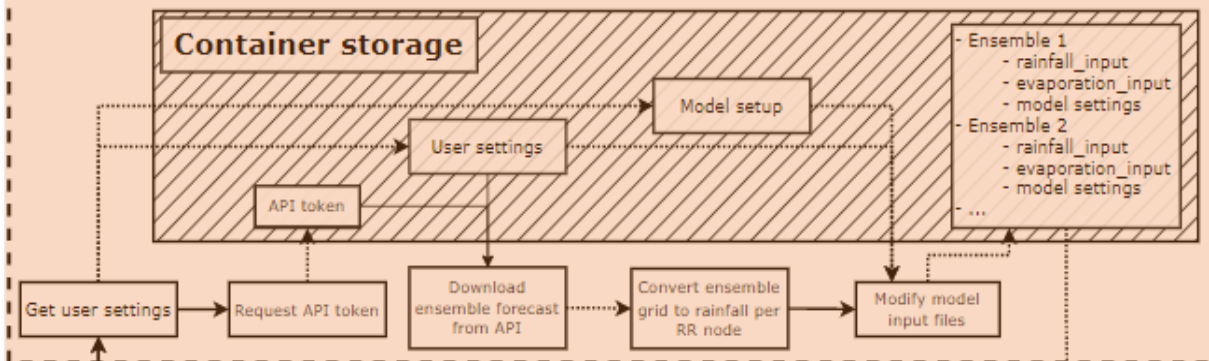 Container storage
- Ensemble 1
- rainfall_input
- evaporation_input
- model settings
- Ensemble 2
- rainfall_input
- evaporation_input
- model settings
- ...
Model setup
User settings
API token
Get user settings
Request API token
Download
ensemble forecast
from API
Convert ensemble
grid to rainfall per
RR node
Modify model
input files